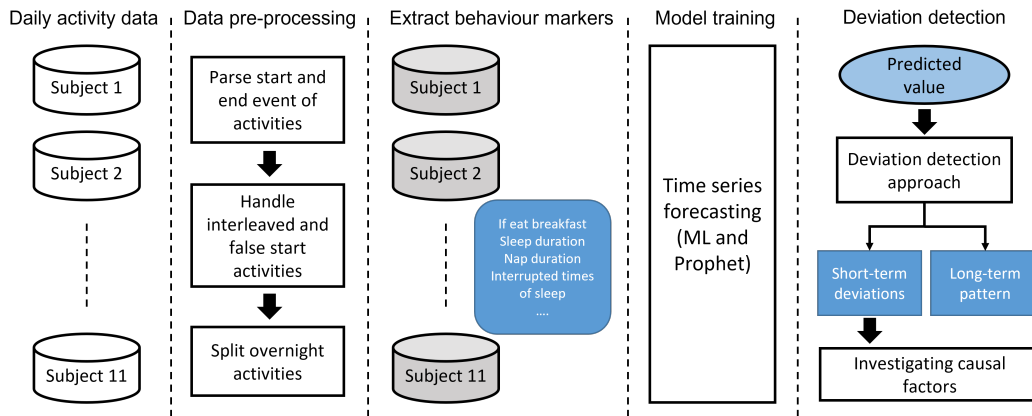 Daily activity data
Subject 1
Subject 2
Subject 11
Data pre-processing
Parse start and
end event of
activities
Handle
interleaved and
false start
activities
Split overnight
activities
Extract behaviour markers
Subject 1
Subject 2
If eat breakfast
Sleep duration
Nap duration
Interrupted times
of sleep
....
Subject 11
Model training
Time series
forecasting
(ML and
Prophet)
Deviation detection
Predicted
value
Deviation detection
approach
Short-term
deviations
Long-term
pattern
Investigating causal
factors